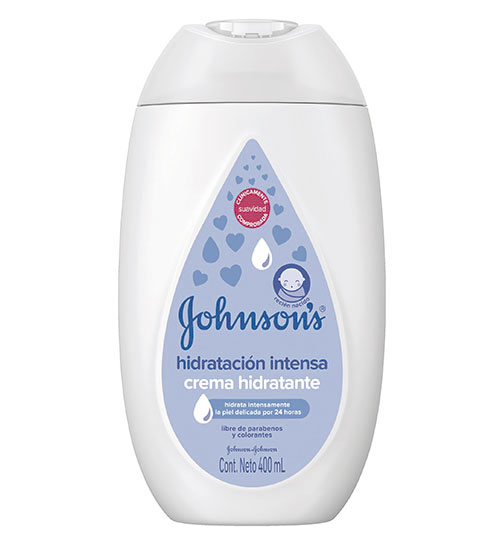 CLÍNICAMENTE
suavidad
COMPROBADA
recién nacido
Johnson's®
hidratación intensa
crema hidratante
hidrata intensamente
la piel delicada por 24 horas
libre de parabenos
y colorantes
Johnson & Johnson
Cont. Neto 400 mL